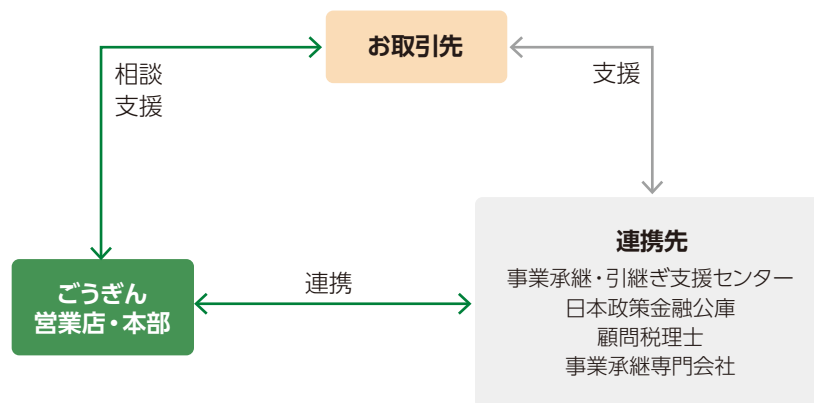 お取引先
相談
支援
支援
連携先
事業承継・引継ぎ支援センター
日本政策金融公庫
顧問税理士
事業承継専門会社
連携
ごうぎん
営業店・本部